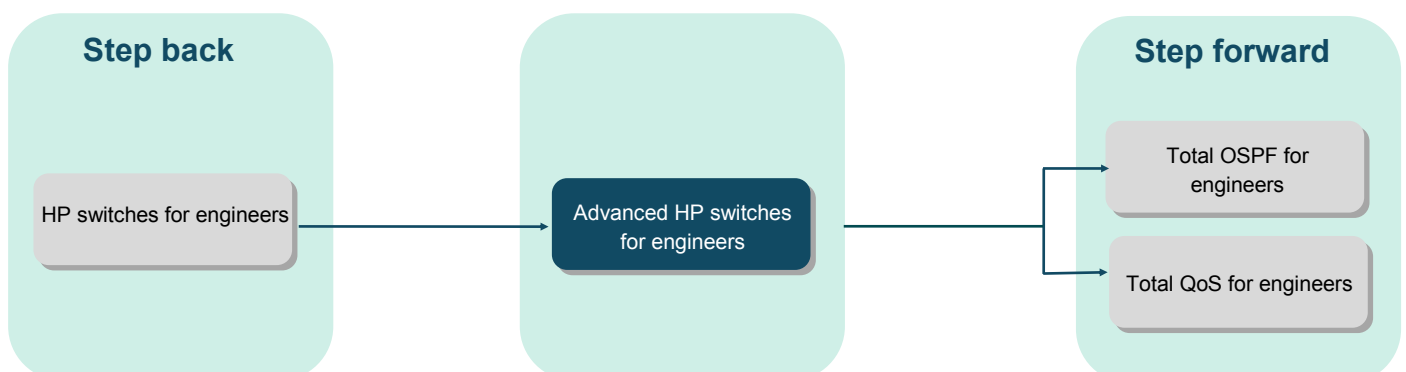 Step back
HP switches for engineers
Advanced HP switches
for engineers
Step forward
Total OSPF for
engineers
Total QoS for engineers